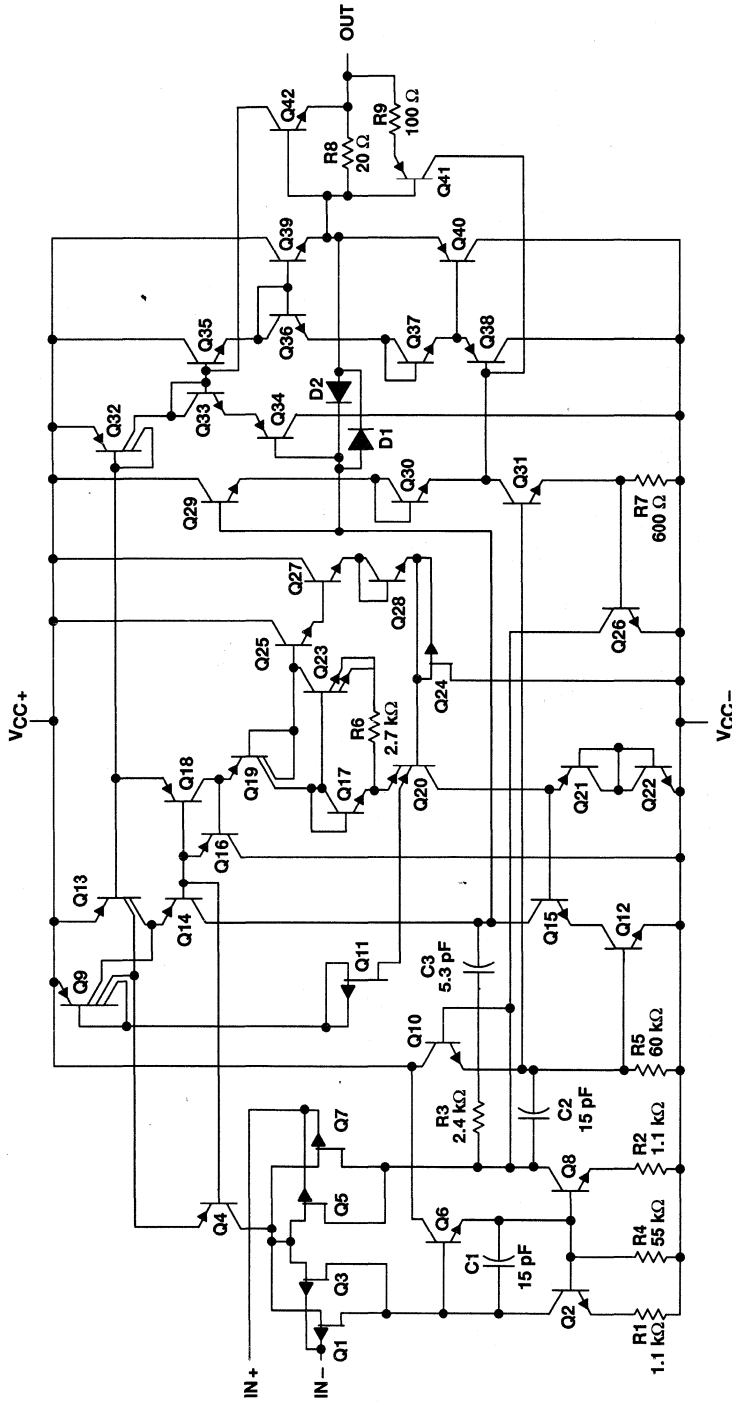 VCC+
Q9
Q13
Q32
Q42
OUT
Q35
Q39
Q33
Q36
Q34
Q29
Q25
Q27
Q18
Q19
Q23
Q28
R8
20 Ω
R9
100 Ω
Q41
Q14
Q16
R6
2.7 kΩ
Q17
Q20
Q24
D2
D1
Q37
Q40
Q38
Q30
Q31
Q4
Q11
Q7
Q5
Q10
C3
5.3 pF
Q15
Q21
Q22
Q12
Q26
R7
600 Ω
IN+
IN−
Q1
Q3
Q6
R3
2.4 kΩ
C1
15 pF
C2
15 pF
Q2
Q8
R1
1.1 kΩ
R4
55 kΩ
R2
1.1 kΩ
R5
60 kΩ
VCC−